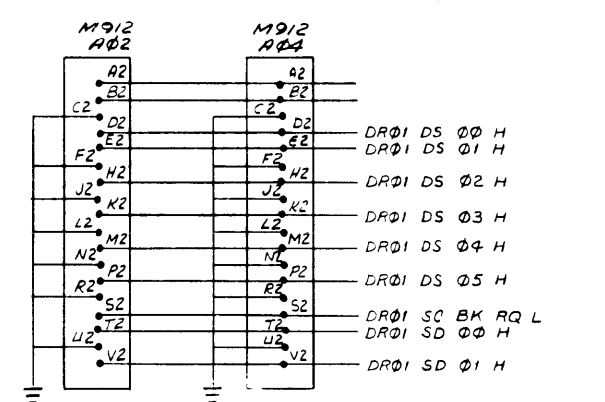 M912 M912
AØ2 AØ4
A2 A2
B2 B2
C2 C2
D2 D2 DRØ1 DS ØØ H
E2 E2 DRØ1 DS Ø1 H
F2 F2
H2 H2 DRØ1 DS Ø2 H
J2 J2
K2 K2 DRØ1 DS Ø3 H
L2 L2
M2 M2 DRØ1 DS Ø4 H
N2 N2
P2 P2 DRØ1 DS Ø5 H
R2 R2
S2 S2 DRØ1 SC BK RQ L
T2 T2 DRØ1 SD ØØ H
U2 U2
V2 V2 DRØ1 SD Ø1 H